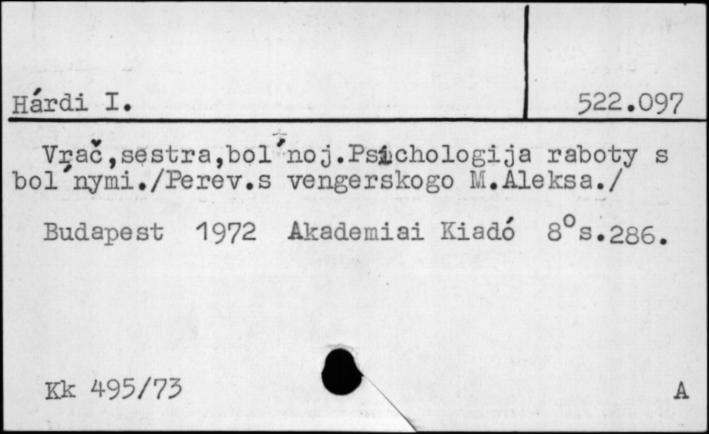 Hárdi I.
522.097
Vrač,sestra,bol´noj.Psichologija raboty s
bol´nymi./Perev.s vengerskogo M.Aleksa./
Budapest 1972 Akademiai Kiadó 8°s.286.
Kk 495/73
A